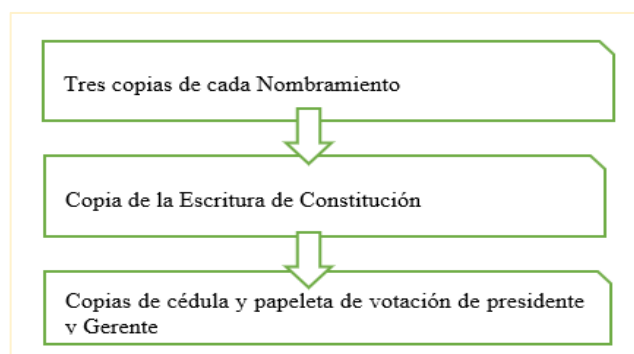 Tres copias de cada Nombramiento
Copia de la Escritura de Constitución
Copias de cédula y papeleta de votación de presidente
y Gerente